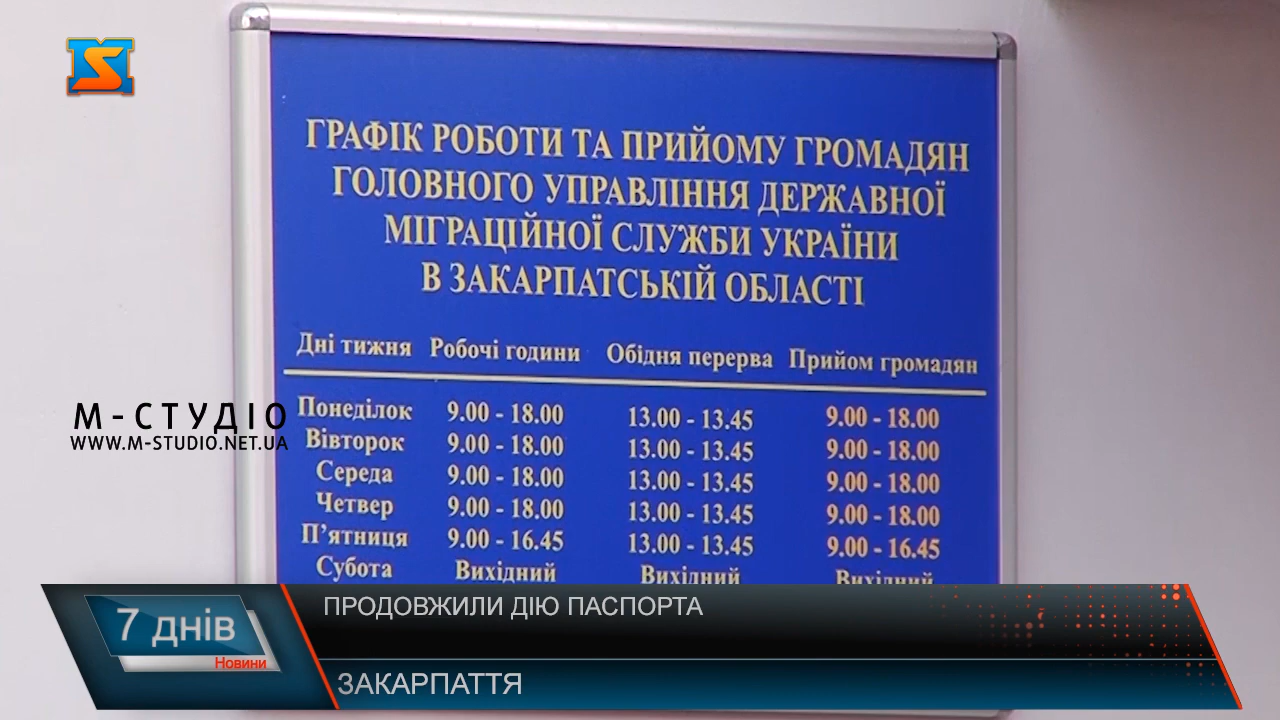 ГРАФІК РОБОТИ ТА ПРИЙОМУ ГРОМАДЯН
ГОЛОВНОГО УПРАВЛІННЯ ДЕРЖАВНОЇ
МІГРАЦІЙНОЇ СЛУЖБИ УКРАЇНИ
В ЗАКАРПАТСЬКІЙ ОБЛАСТІ
Дні тижня Робочі години Обідня перерва Прийом громадян
Понеділок 9.00 - 18.00 13.00 - 13.45 9.00 - 18.00
Вівторок 9.00 - 18.00 13.00 - 13.45 9.00 - 18.00
Середа 9.00 - 18.00 13.00 - 13.45 9.00 - 18.00
Четвер 9.00 - 18.00 13.00 - 13.45 9.00 - 18.00
П'ятниця 9.00 - 16.45 13.00 - 13.45 9.00 - 16.45
Субота Вихідний Вихідний Вихідний
М-СТУДІО
WWW.M-STUDIO.NET.UA
7 днів
Новини
ПРОДОВЖИЛИ ДІЮ ПАСПОРТА
ЗАКАРПАТТЯ